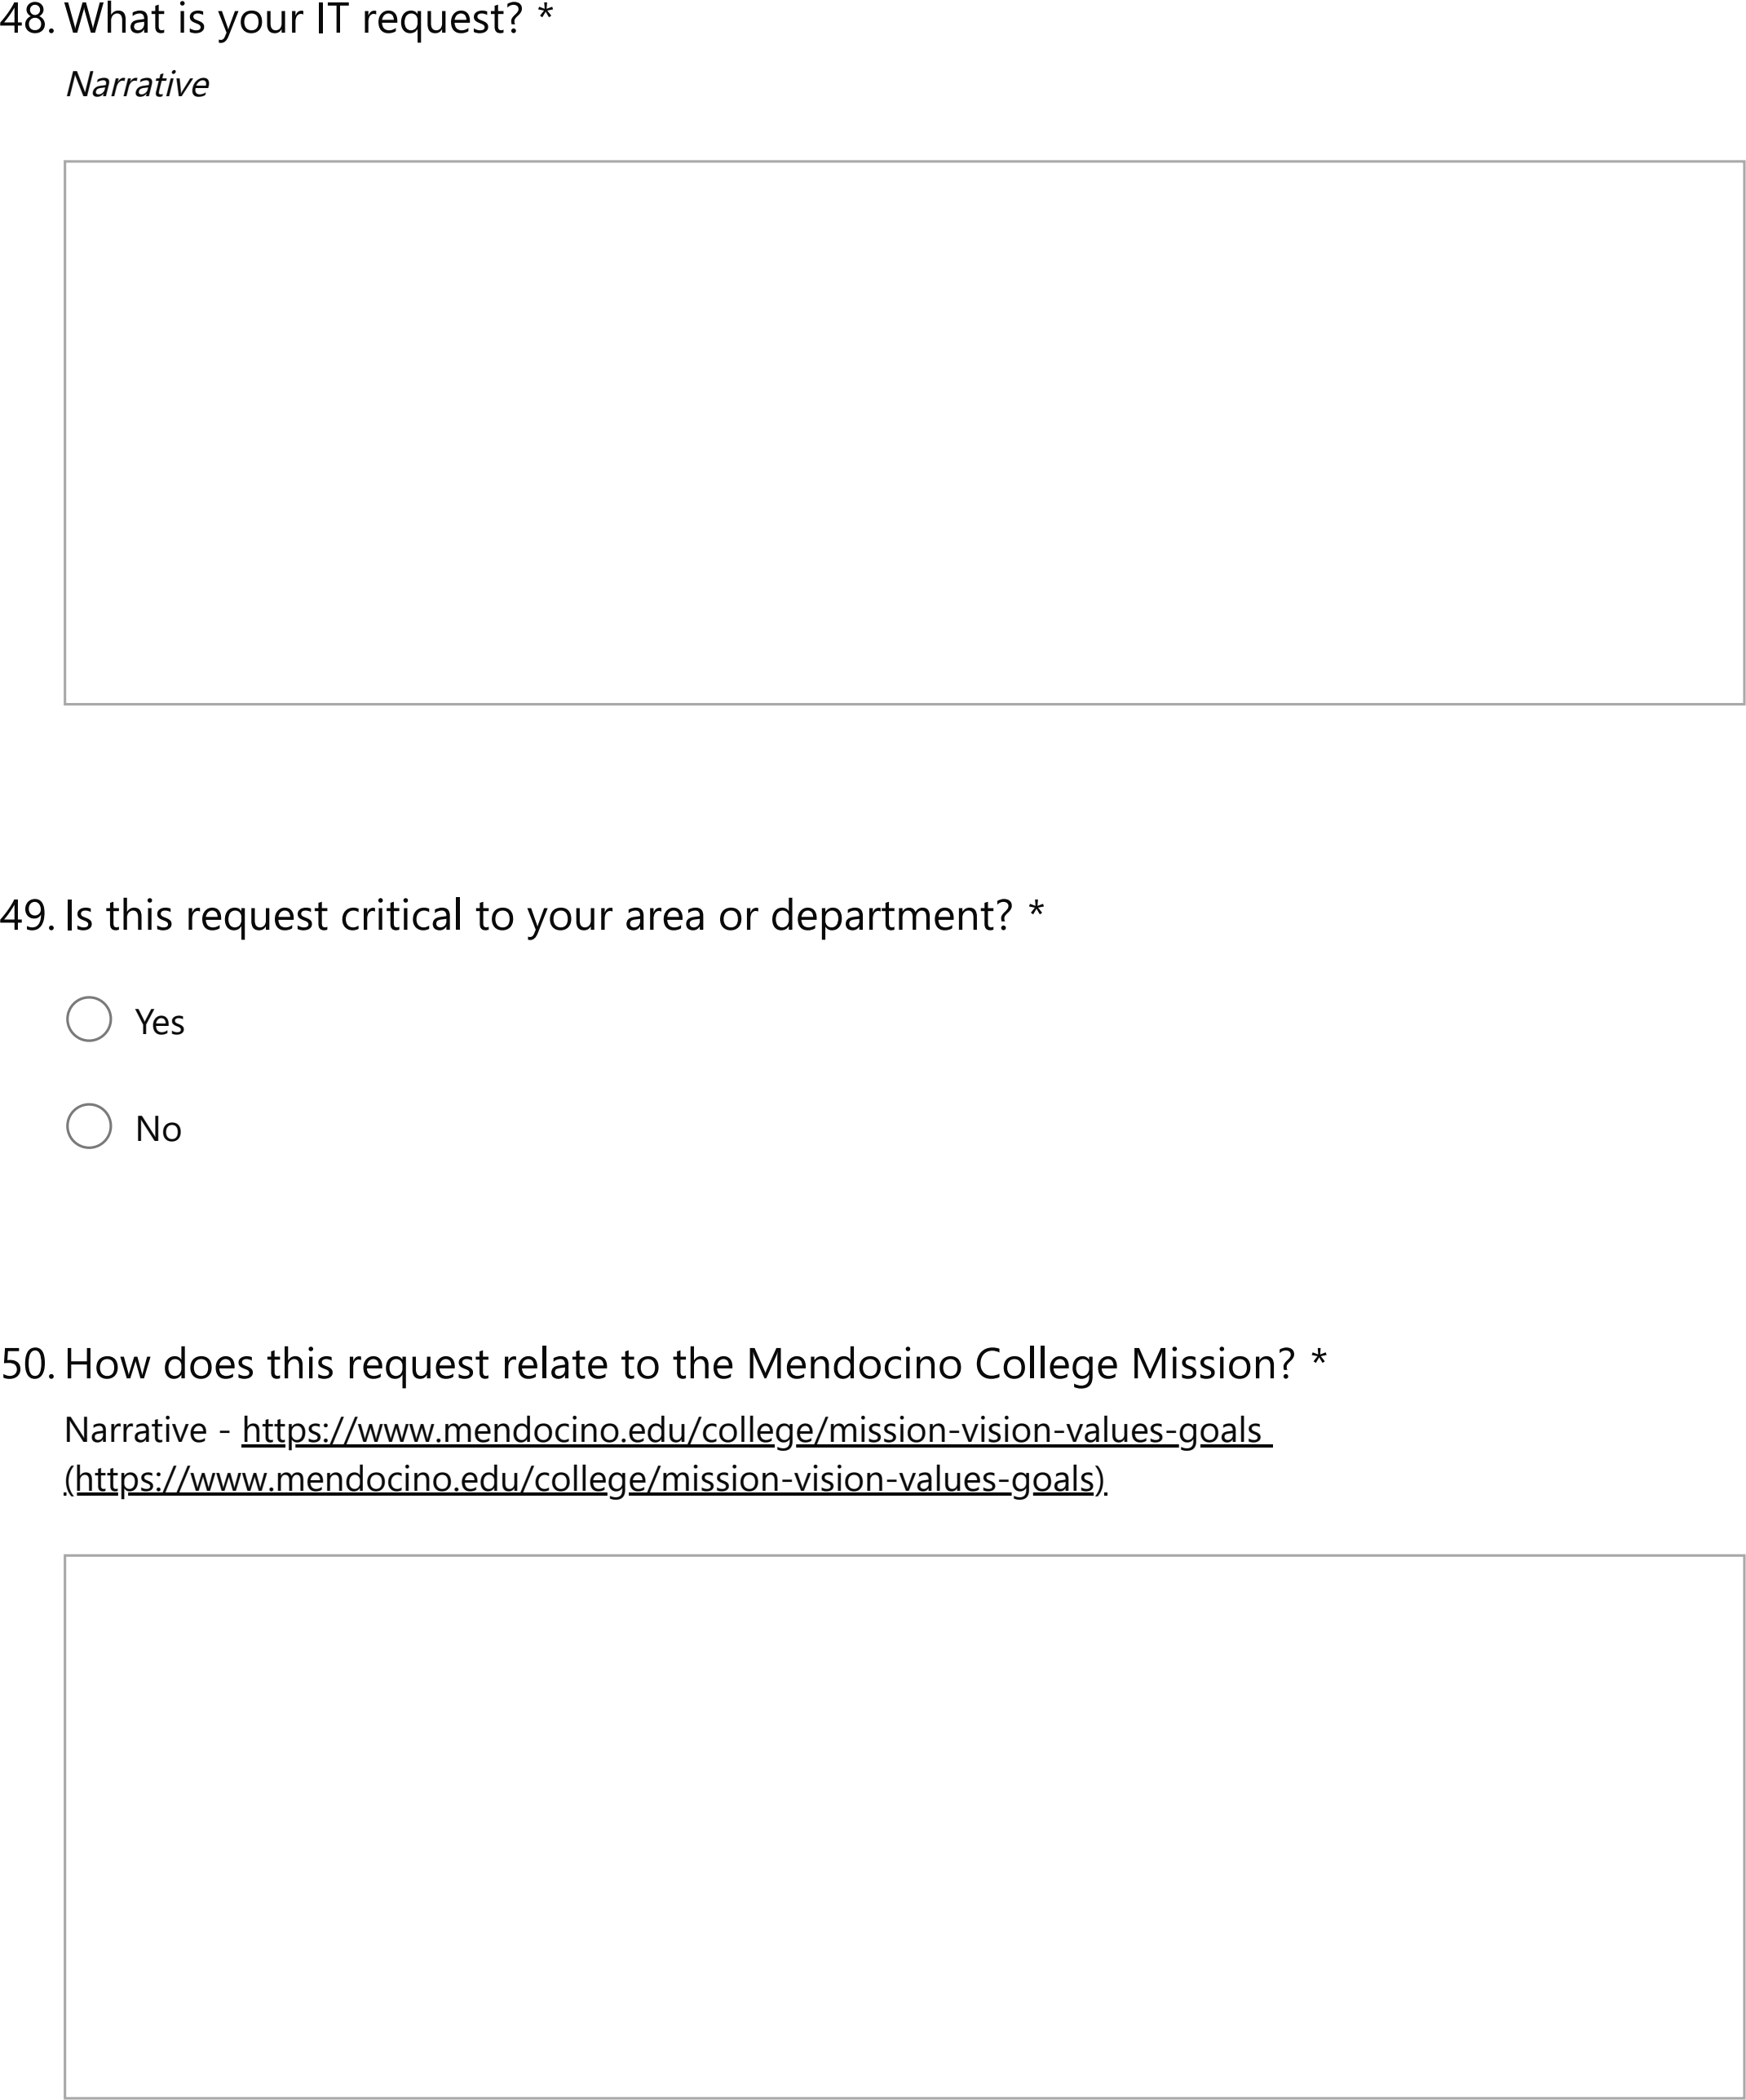 48. What is your IT request? *
Narrative
49. Is this request critical to your area or department? *
Yes
No
50. How does this request relate to the Mendocino College Mission? *
Narrative - https://www.mendocino.edu/college/mission-vision-values-goals
(https://www.mendocino.edu/college/mission-vision-values-goals)